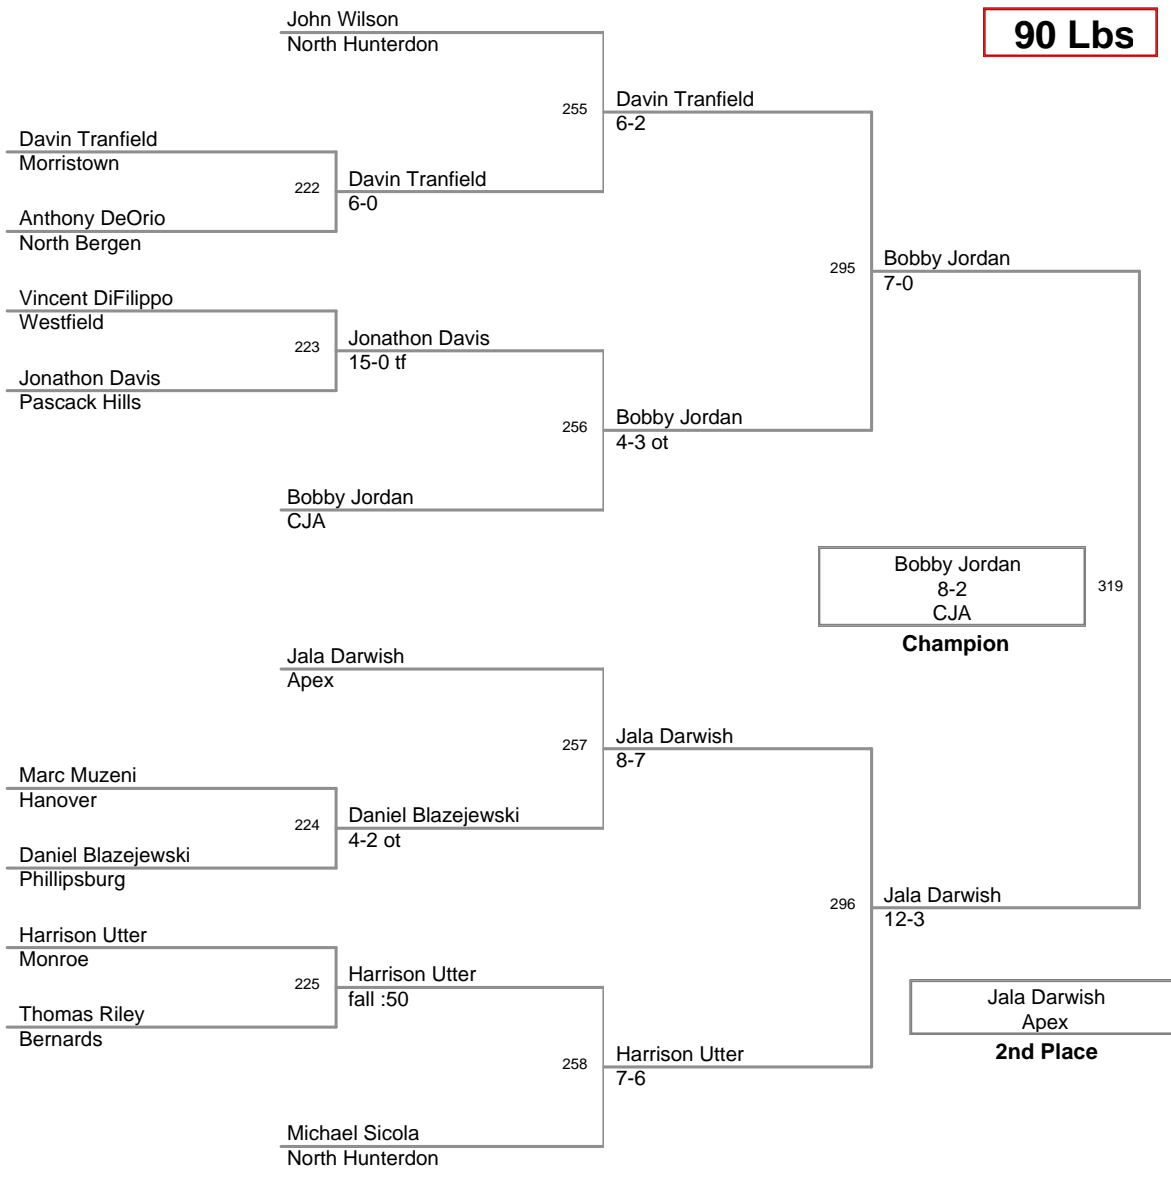 John Wilson
North Hunterdon
90 Lbs
255
Davin Tranfield
6-2
Davin Tranfield
Morristown
222
Davin Tranfield
6-0
Anthony DeOrio
North Bergen
295
Bobby Jordan
7-0
Vincent DiFilippo
Westfield
223
Jonathon Davis
15-0 tf
Jonathon Davis
Pascack Hills
256
Bobby Jordan
4-3 ot
Bobby Jordan
CJA
Bobby Jordan
8-2
CJA
Champion
319
Jala Darwish
Apex
257
Jala Darwish
8-7
Marc Muzeni
Hanover
224
Daniel Blazejewski
4-2 ot
Daniel Blazejewski
Phillipsburg
296
Jala Darwish
12-3
Harrison Utter
Monroe
225
Harrison Utter
fall :50
Thomas Riley
Bernards
Jala Darwish
Apex
2nd Place
258
Harrison Utter
7-6
Michael Sicola
North Hunterdon